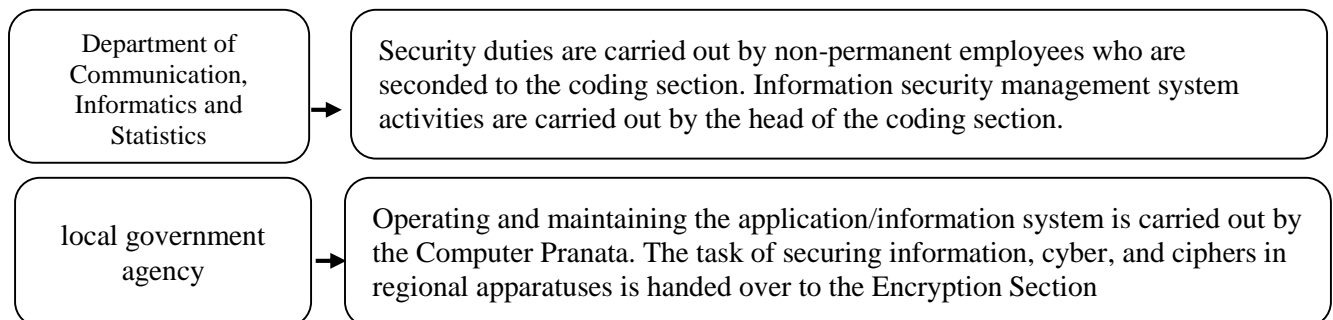 Department of
Communication,
Informatics and
Statistics
Security duties are carried out by non-permanent employees who are
seconded to the coding section. Information security management system
activities are carried out by the head of the coding section.
local government
agency
Operating and maintaining the application/information system is carried out by
the Computer Pranata. The task of securing information, cyber, and ciphers in
regional apparatuses is handed over to the Encryption Section